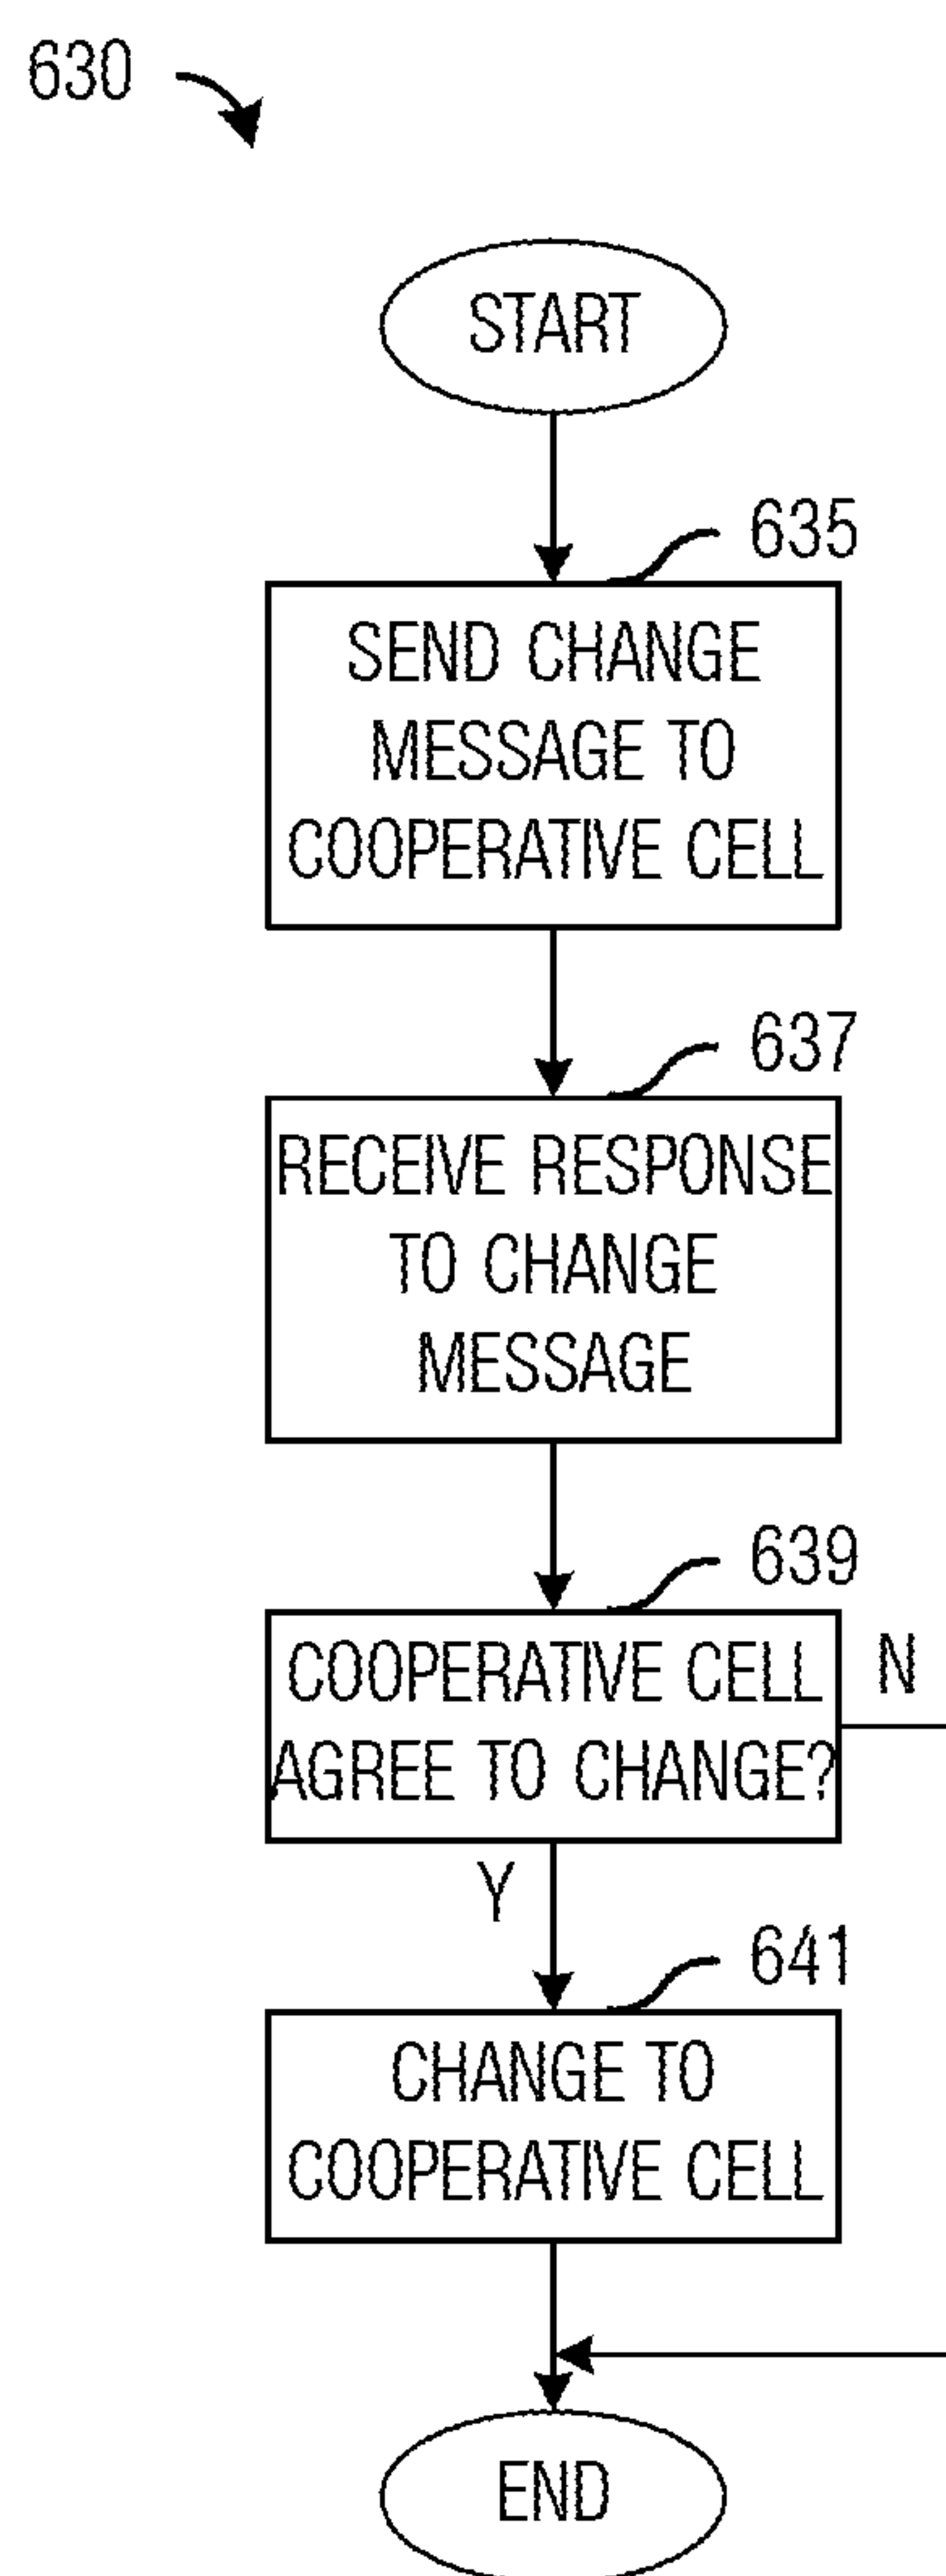 630
START
635
SEND CHANGE
MESSAGE TO
COOPERATIVE CELL
637
RECEIVE RESPONSE
TO CHANGE
MESSAGE
639
COOPERATIVE CELL
AGREE TO CHANGE?
N
Y
641
CHANGE TO
COOPERATIVE CELL
END